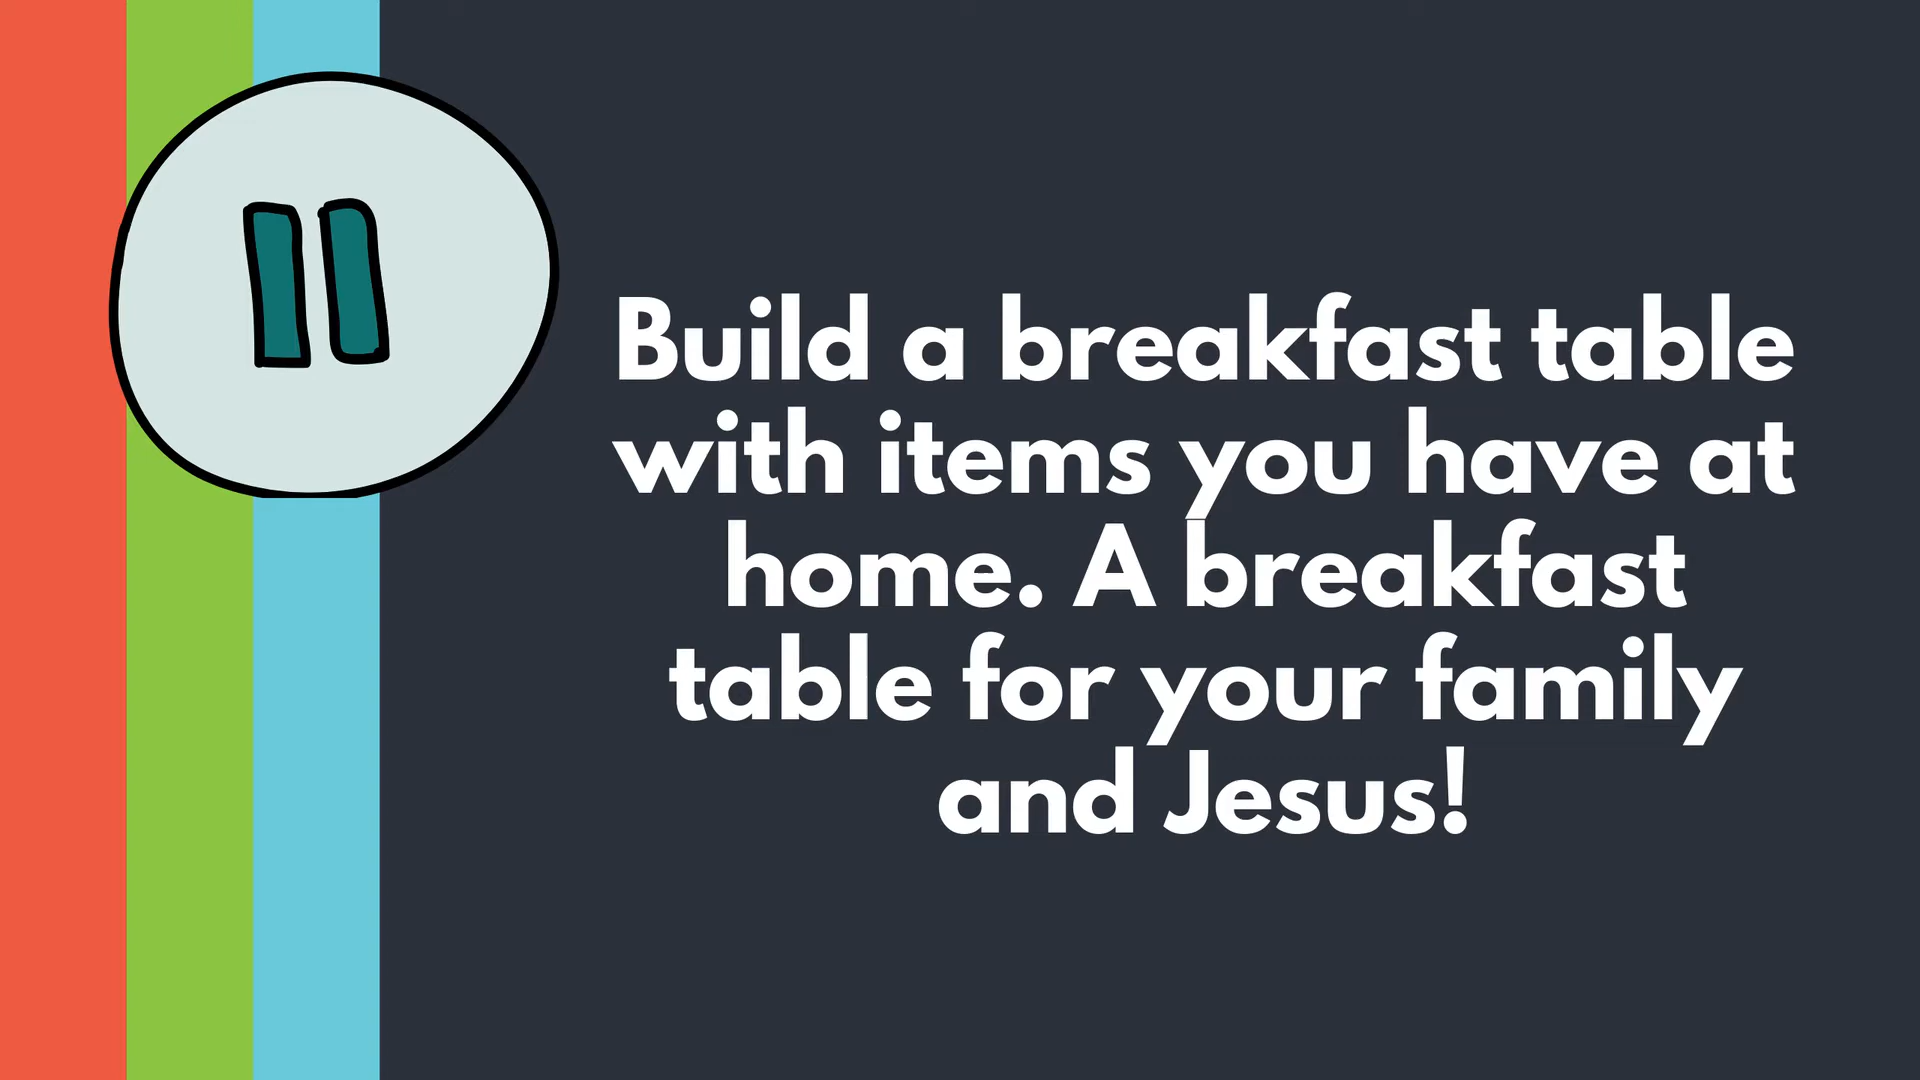 Build a breakfast table
with items you have at
home. A breakfast
table for your family
and Jesus!